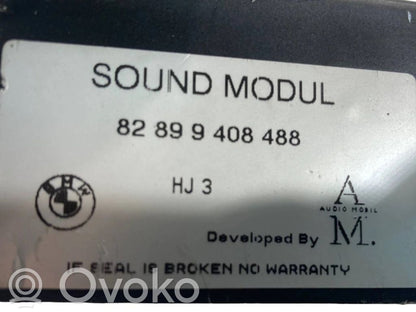 SOUND MODUL
82 89 9 408 488
HJ 3
BMW
A
AUDIO MOBIL
M.
Developed By
IF SEAL IS BROKEN NO WARRANTY
Ovoko